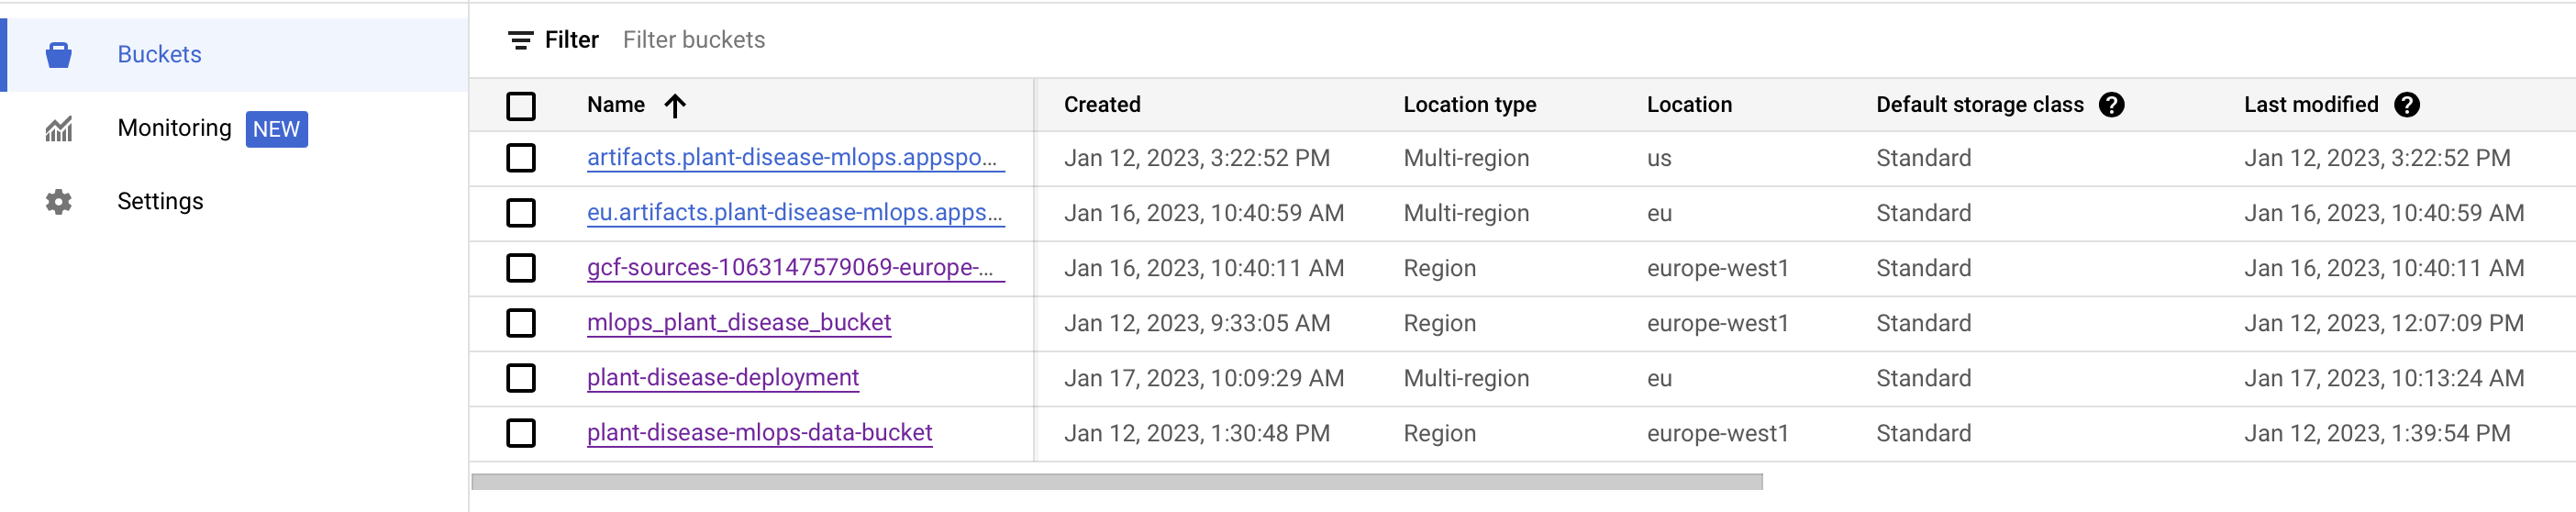 Buckets
Monitoring NEW
Settings
Filter Filter buckets
Name Created Location type Location Default storage class ? Last modified ?
artifacts.plant-disease-mlops.appspo... Jan 12, 2023, 3:22:52 PM Multi-region us Standard Jan 12, 2023, 3:22:52 PM
eu.artifacts.plant-disease-mlops.apps... Jan 16, 2023, 10:40:59 AM Multi-region eu Standard Jan 16, 2023, 10:40:59 AM
gcf-sources-1063147579069-europe-... Jan 16, 2023, 10:40:11 AM Region europe-west1 Standard Jan 16, 2023, 10:40:11 AM
mlops_plant_disease_bucket Jan 12, 2023, 9:33:05 AM Region europe-west1 Standard Jan 12, 2023, 12:07:09 PM
plant-disease-deployment Jan 17, 2023, 10:09:29 AM Multi-region eu Standard Jan 17, 2023, 10:13:24 AM
plant-disease-mlops-data-bucket Jan 12, 2023, 1:30:48 PM Region europe-west1 Standard Jan 12, 2023, 1:39:54 PM